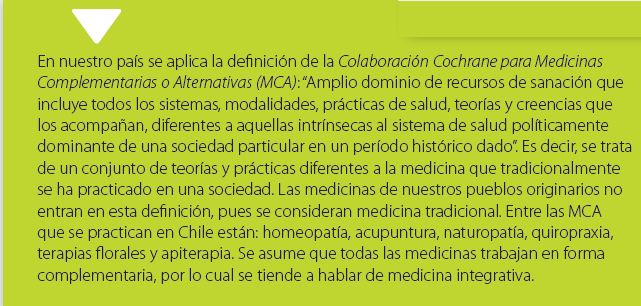 En nuestro país se aplica la definición de la Colaboración Cochrane para Medicinas
Complementarias o Alternativas (MCA): “Amplio dominio de recursos de sanación que
incluye todos los sistemas, modalidades, prácticas de salud, teorías y creencias que
los acompañan, diferentes a aquellas intrínsecas al sistema de salud políticamente
dominante de una sociedad particular en un período histórico dado”. Es decir, se trata
de un conjunto de teorías y prácticas diferentes a la medicina que tradicionalmente
se ha practicado en una sociedad. Las medicinas de nuestros pueblos originarios no
entran en esta definición, pues se consideran medicina tradicional. Entre las MCA
que se practican en Chile están: homeopatía, acupuntura, naturopatía, quiropraxia,
terapias florales y apiterapia. Se asume que todas las medicinas trabajan en forma
complementaria, por lo cual se tiende a hablar de medicina integrativa.